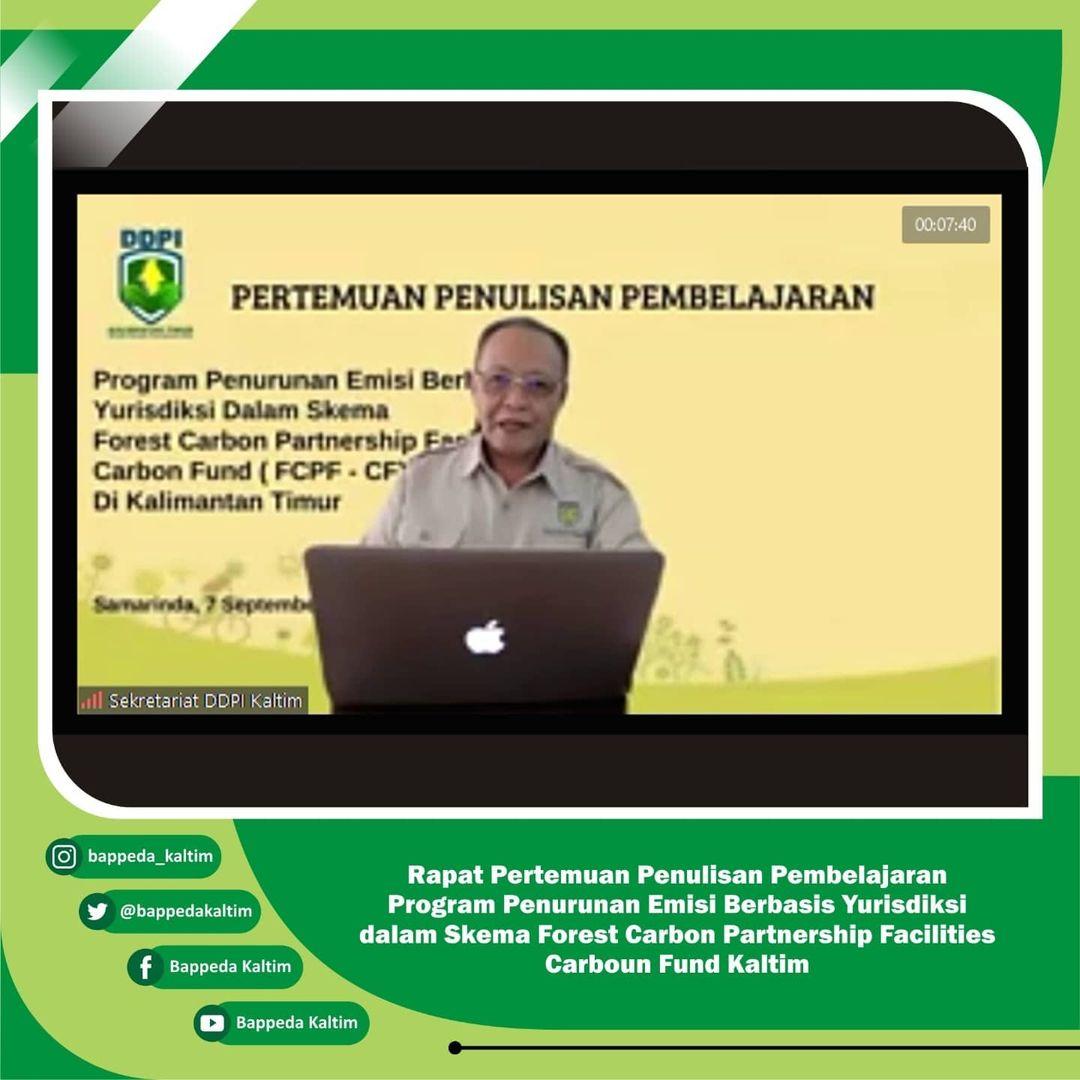 DDPI
00:07:40
PERTEMUAN PENULISAN PEMBELAJARAN
Program Penurunan Emisi
Yurisdiksi Dalam Skema
Forest Carbon Partnership
Carbon Fund ( FCPF - CF
Di Kalimantan Timur
Samarinda, 7
Sekretariat DDPI Kaltim
bappeda_kaltim
@bappedakaltim
Bappeda Kaltim
Bappeda Kaltim
Rapat Pertemuan Penulisan Pembelajaran
Program Penurunan Emisi Berbasis Yurisdiksi
dalam Skema Forest Carbon Partnership Facilities
Carboun Fund Kaltim